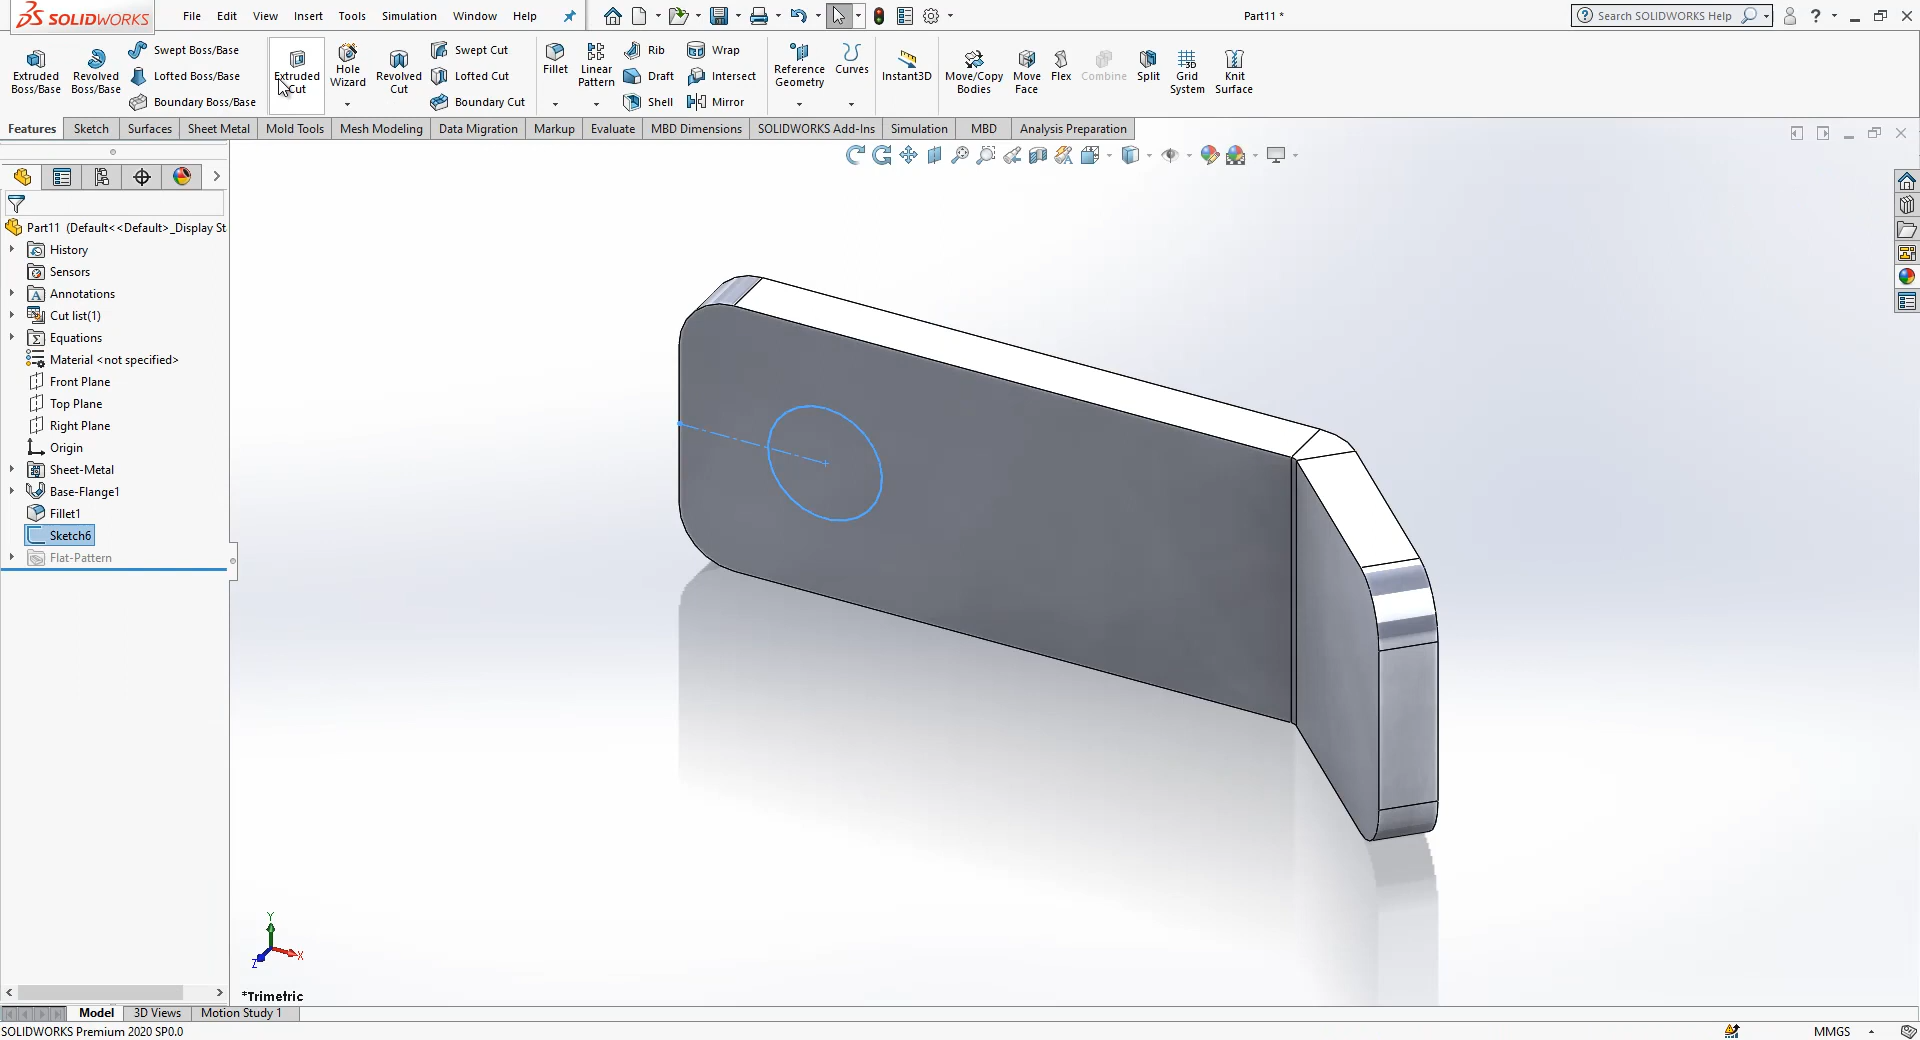 SOLIDWORKS File Edit View Insert Tools Simulation Window Help Part11 * Search SOLIDWORKS Help ?
Extruded Boss/Base
Revolved Boss/Base
Swept Boss/Base
Lofted Boss/Base
Boundary Boss/Base
Extruded Cut
Hole Wizard
Revolved Cut
Swept Cut
Lofted Cut
Boundary Cut
Fillet
Linear Pattern
Rib
Draft
Shell
Wrap
Intersect
Mirror
Reference Geometry
Curves
Instant3D
Move/Copy Bodies
Move Face
Flex
Combine
Split
3D
Grid System
Knit Surface
Features Sketch Surfaces Sheet Metal Mold Tools Mesh Modeling Data Migration Markup Evaluate MBD Dimensions SOLIDWORKS Add-Ins Simulation MBD Analysis Preparation
Part11 (Default<<Default>_Display St
History
Sensors
A Annotations
Cut list(1)
Σ Equations
Material <not specified>
Front Plane
Top Plane
Right Plane
Origin
Sheet-Metal
Base-Flange1
Fillet1
Sketch6
Flat-Pattern
Y
X
Z
*Trimetric
Model 3D Views Motion Study 1
SOLIDWORKS Premium 2020 SP0.0 MMGS